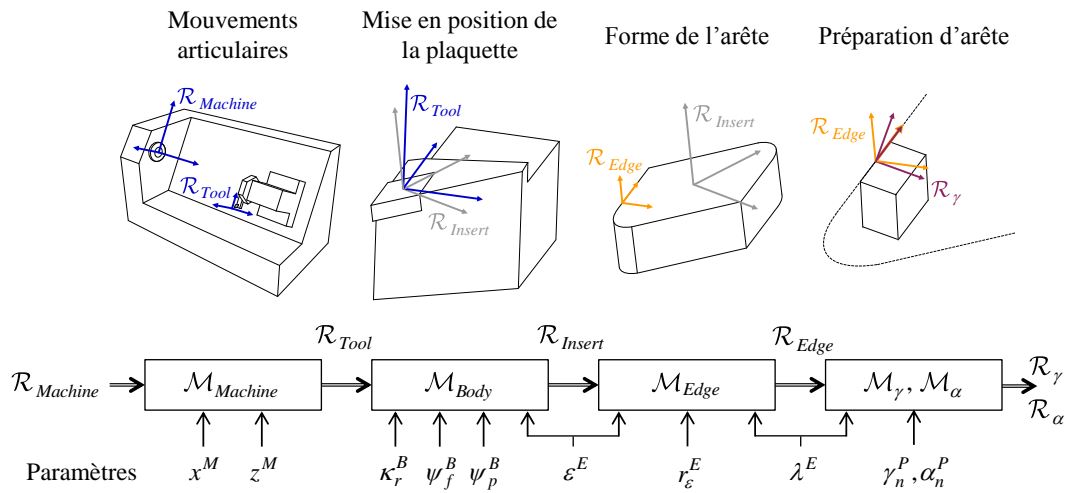 Mouvements
articulaires
Mise en position de
la plaquette
Forme de l'arête
Préparation d'arête
ℛ_Machine
ℛ_Tool
ℛ_Tool
ℛ_Insert
ℛ_Insert
ℛ_Edge
ℛ_Edge
ℛ_γ
ℛ_Tool
ℛ_Insert
ℛ_Edge
ℛ_Machine
ℳ_Machine
ℳ_Body
ℳ_Edge
ℳ_γ, ℳ_α
ℛ_γ
ℛ_α
Paramètres
x^M
z^M
κ_r^B
ψ_f^B
ψ_p^B
ε^E
r_ε^E
λ^E
γ_n^P, α_n^P